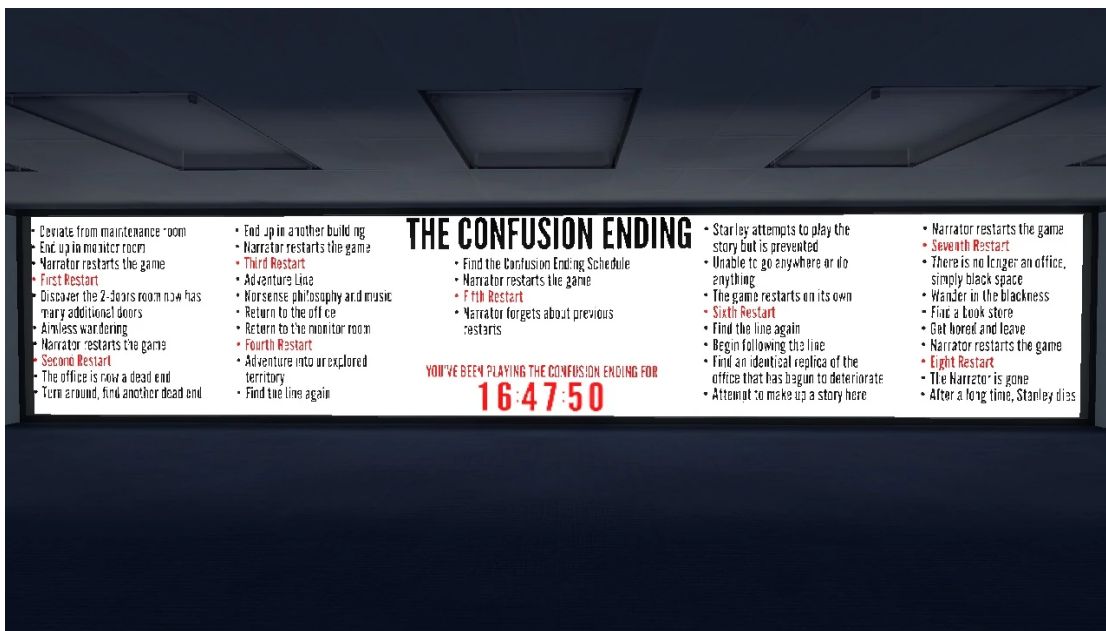 • Deviate from maintenance room
• End up in monitor room
• Narrator restarts the game
• First Restart
• Discover the 2-doors room now has
many additional doors
• Aimless wandering
• Narrator restarts the game
• Second Restart
• The office is now a dead end
• Turn around, find another dead end
• End up in another building
• Narrator restarts the game
• Third Restart
• Adventure Line
• Nonsense philosophy and music
• Return to the office
• Return to the monitor room
• Fourth Restart
• Adventure into unexplored
territory
• Find the line again
THE CONFUSION ENDING
• Find the Confusion Ending Schedule
• Narrator restarts the game
• Fifth Restart
• Narrator forgets about previous
restarts
YOU'VE BEEN PLAYING THE CONFUSION ENDING FOR
16:47:50
• Stanley attempts to play the
story but is prevented
• Unable to go anywhere or do
anything
• The game restarts on its own
• Sixth Restart
• Find the line again
• Begin following the line
• Find an identical replica of the
office that has begun to deteriorate
• Attempt to make up a story here
• Narrator restarts the game
• Seventh Restart
• There is no longer an office,
simply black space
• Wander in the blackness
• Find a book store
• Get bored and leave
• Narrator restarts the game
• Eight Restart
• The Narrator is gone
• After a long time, Stanley dies